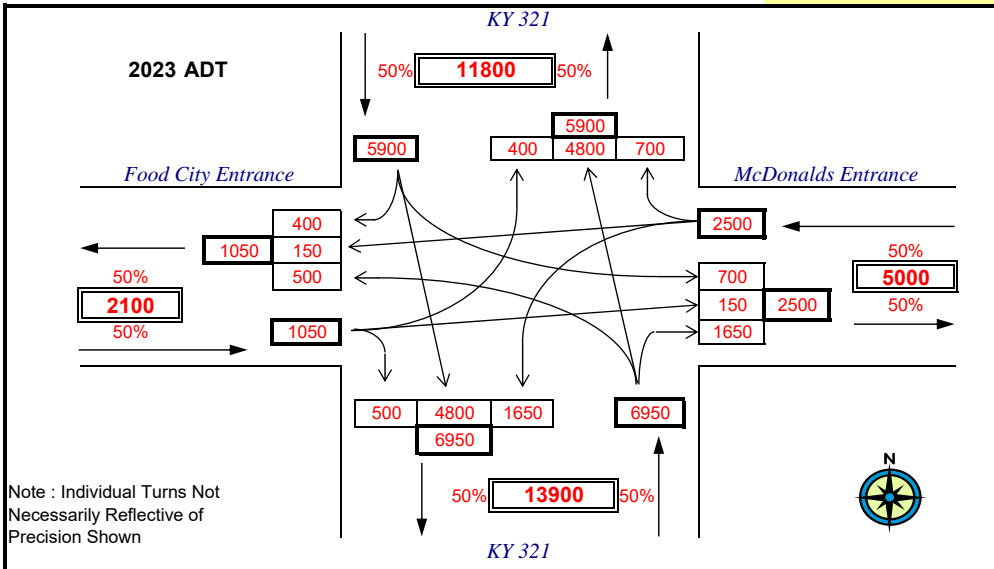 KY 321
2023 ADT
50% 11800 50%
5900
5900
400 4800 700
Food City Entrance
McDonalds Entrance
400
1050 150
500
2500
50%
2100
50%
50%
5000
50%
700
150 2500
1650
1050
500 4800 1650
6950
6950
50% 13900 50%
N
Note : Individual Turns Not
Necessarily Reflective of
Precision Shown
KY 321